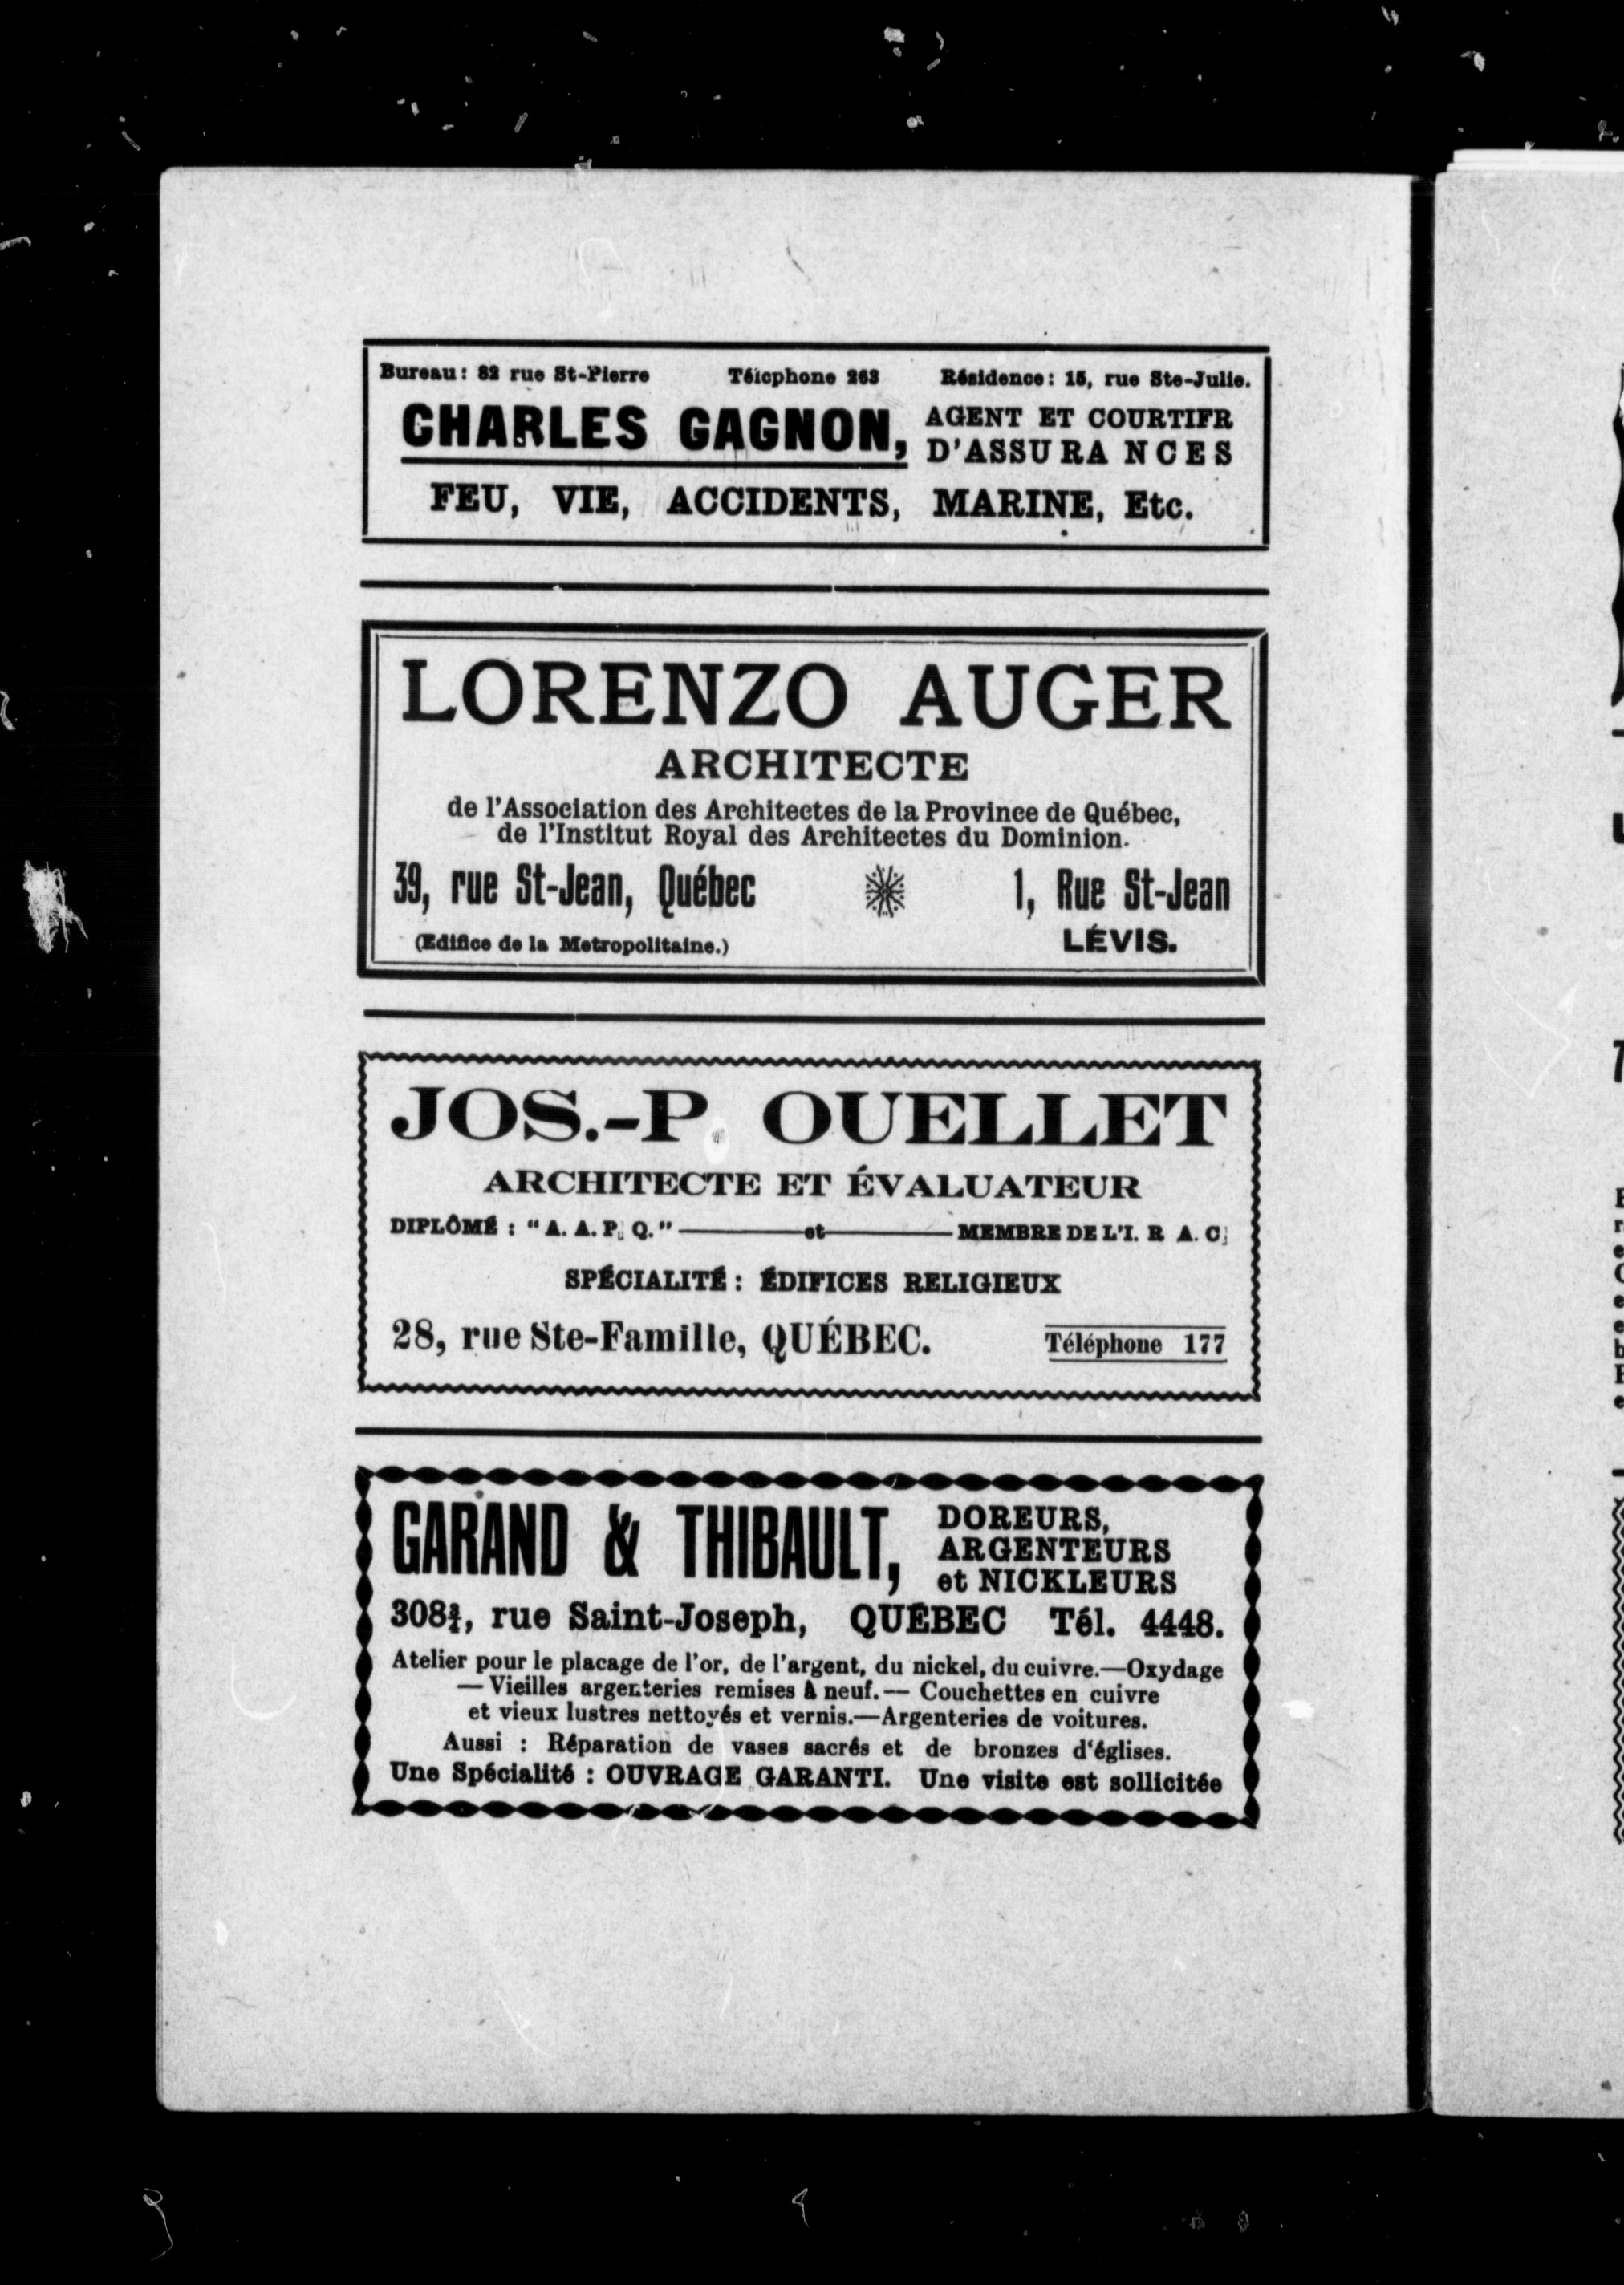 Bureau: 82 rue St-Pierre Télephone 263 Résidence: 15, rue Ste-Julie.
CHARLES GAGNON, AGENT ET COURTIER
D'ASSURANCES
FEU, VIE, ACCIDENTS, MARINE, Etc.
LORENZO AUGER
ARCHITECTE
de l'Association des Architectes de la Province de Québec,
de l'Institut Royal des Architectes du Dominion.
39, rue St-Jean, Québec 1, Rue St-Jean
(Edifice de la Metropolitaine.) LÉVIS.
JOS.-P. OUELLET
ARCHITECTE ET ÉVALUATEUR
DIPLÔMÉ : "A. A. P. Q." — et — MEMBRE DE L'I. R A. C.
SPÉCIALITÉ : ÉDIFICES RELIGIEUX
28, rue Ste-Famille, QUÉBEC. Téléphone 177
GARAND & THIBAULT, DOREURS,
ARGENTEURS
et NICKLEURS
308¾, rue Saint-Joseph, QUÉBEC Tél. 4448.
Atelier pour le placage de l'or, de l'argent, du nickel, du cuivre.—Oxydage
— Vieilles argenteries remises à neuf.— Couchettes en cuivre
et vieux lustres nettoyés et vernis.—Argenteries de voitures.
Aussi : Réparation de vases sacrés et de bronzes d'églises.
Une Spécialité : OUVRAGE GARANTI. Une visite est sollicitée